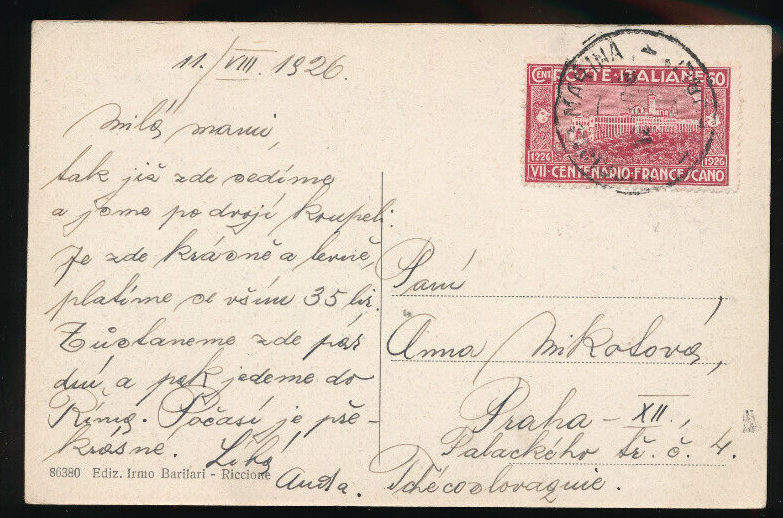 11./VIII. 1926.
Milá mami,
tak již zde sedíme
a jsme po dvojí koupeli.
Je zde krásně a levně,
platíme se vším 35 lir.
Zůstaneme zde pár
dní a pak jedeme do
Říma. Počasí je pře-
krásné. Líbá
Anda.
86380 Ediz. Irmo Barilari - Riccione
CENT POSTE·ITALIANE 60
1226 1926
VII·CENTENARIO·FRANCESCANO
MARINA
Paní
Anna Mikotová,
Praha - XII.,
Palackého tř. č. 4.
Tchécoslovaquie.